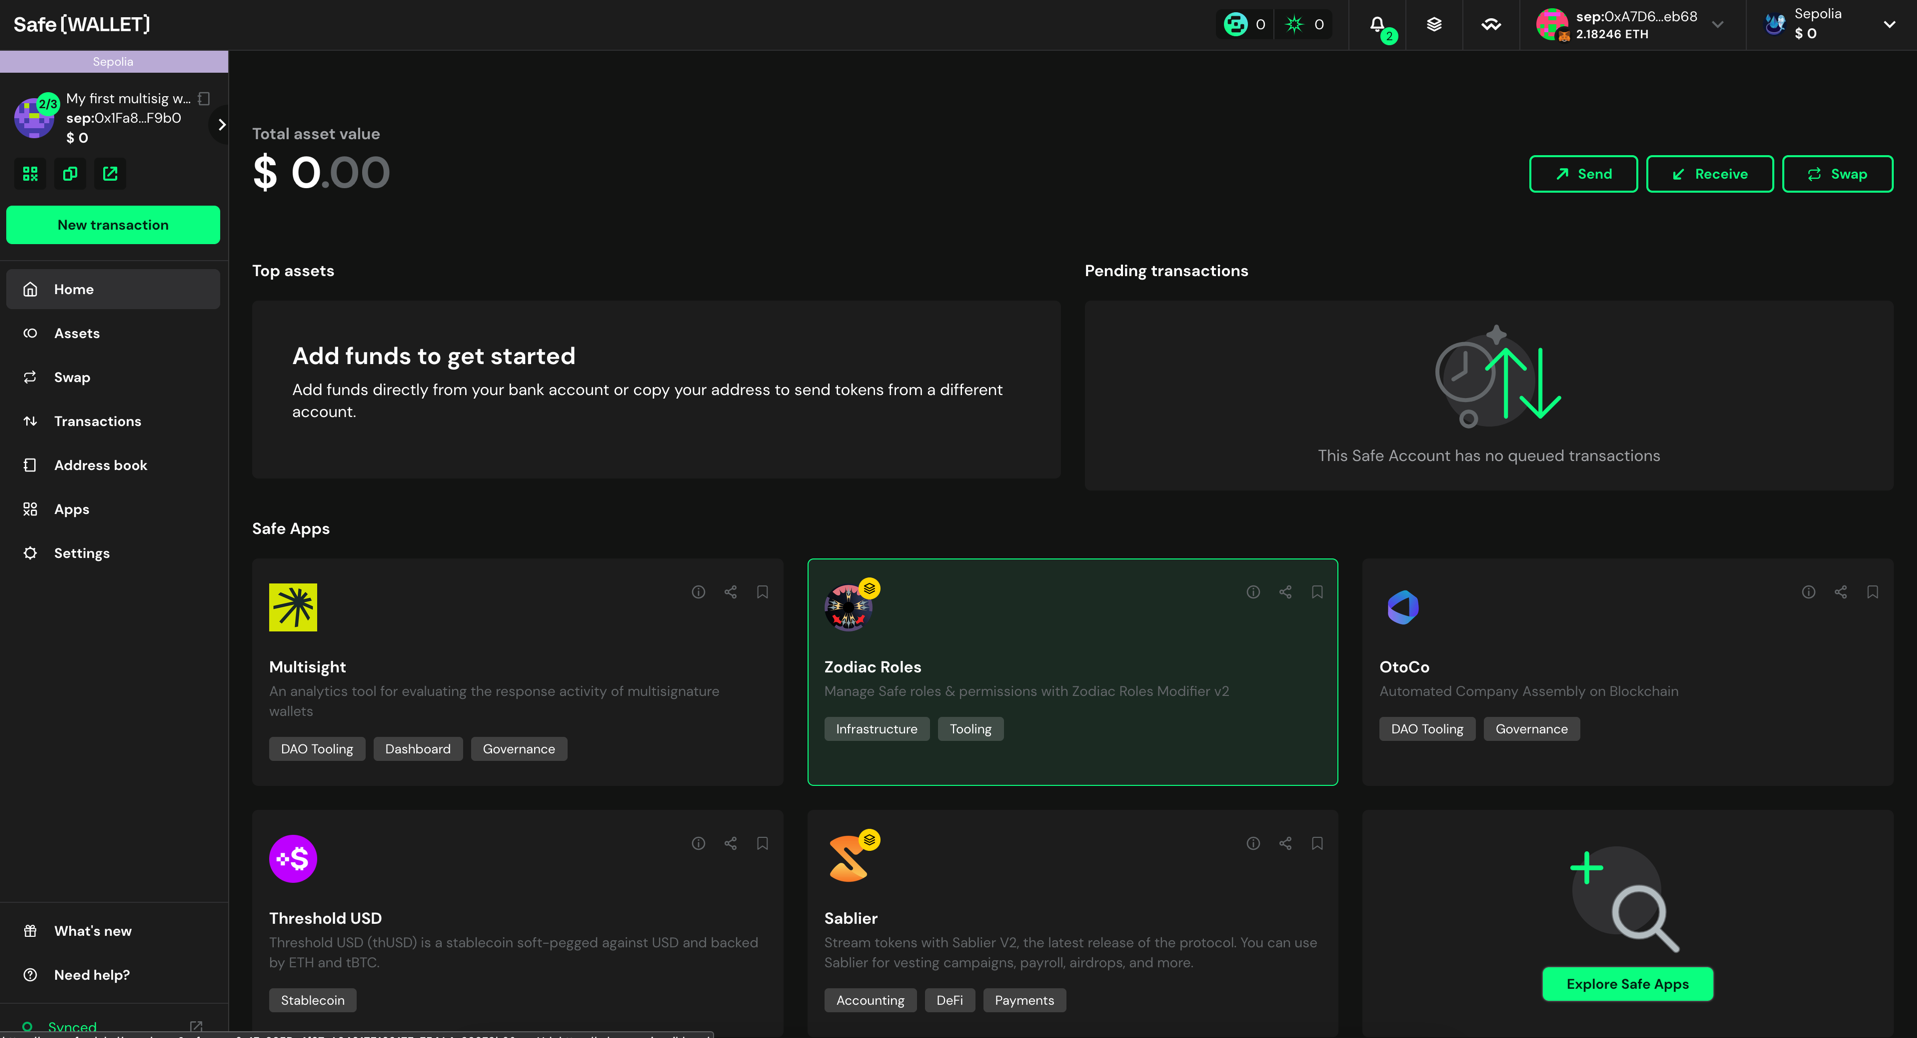 Safe{WALLET}
0
0
2
sep:0xA7D6...eb68
2.18246 ETH
Sepolia
$ 0
Sepolia
2/3
My first multisig w...
sep:0x1Fa8...F9b0
$ 0
New transaction
Home
Assets
Swap
Transactions
Address book
Apps
Settings
What's new
Need help?
Synced
Total asset value
$ 0.00
Send
Receive
Swap
Top assets
Add funds to get started
Add funds directly from your bank account or copy your address to send tokens from a different
account.
Pending transactions
This Safe Account has no queued transactions
Safe Apps
Multisight
An analytics tool for evaluating the response activity of multisignature
wallets
DAO Tooling
Dashboard
Governance
Zodiac Roles
Manage Safe roles & permissions with Zodiac Roles Modifier v2
Infrastructure
Tooling
OtoCo
Automated Company Assembly on Blockchain
DAO Tooling
Governance
Threshold USD
Threshold USD (thUSD) is a stablecoin soft-pegged against USD and backed
by ETH and tBTC.
Stablecoin
Sablier
Stream tokens with Sablier V2, the latest release of the protocol. You can use
Sablier for vesting campaigns, payroll, airdrops, and more.
Accounting
DeFi
Payments
Explore Safe Apps